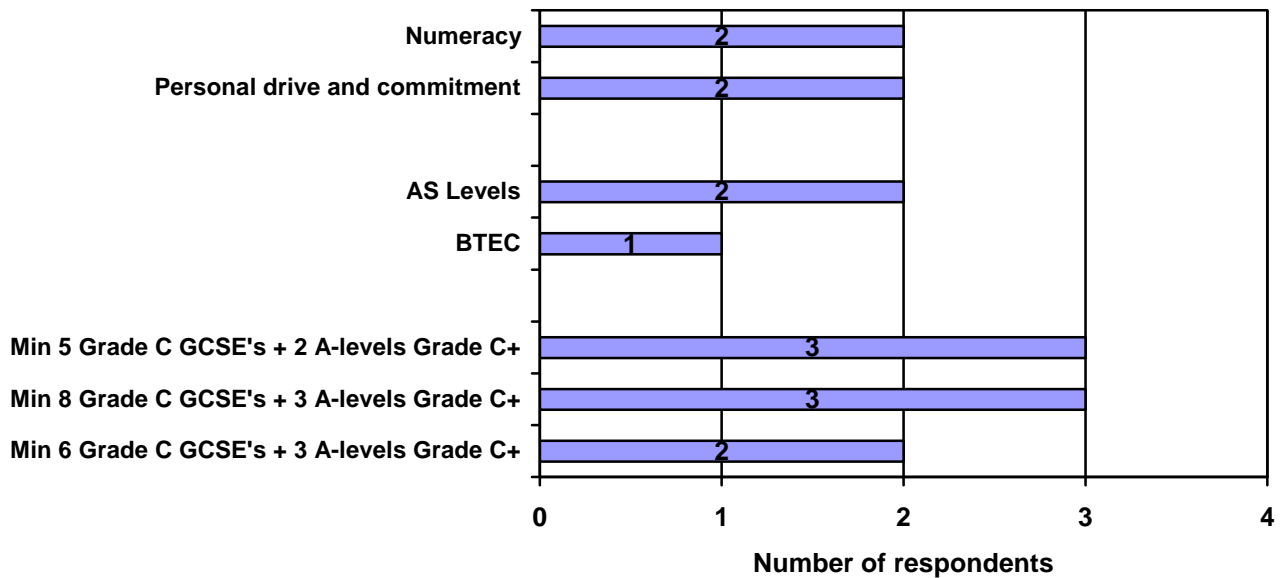 Numeracy 2
Personal drive and commitment 2
AS Levels 2
BTEC 1
Min 5 Grade C GCSE's + 2 A-levels Grade C+ 3
Min 8 Grade C GCSE's + 3 A-levels Grade C+ 3
Min 6 Grade C GCSE's + 3 A-levels Grade C+ 2
0 1 2 3 4
Number of respondents